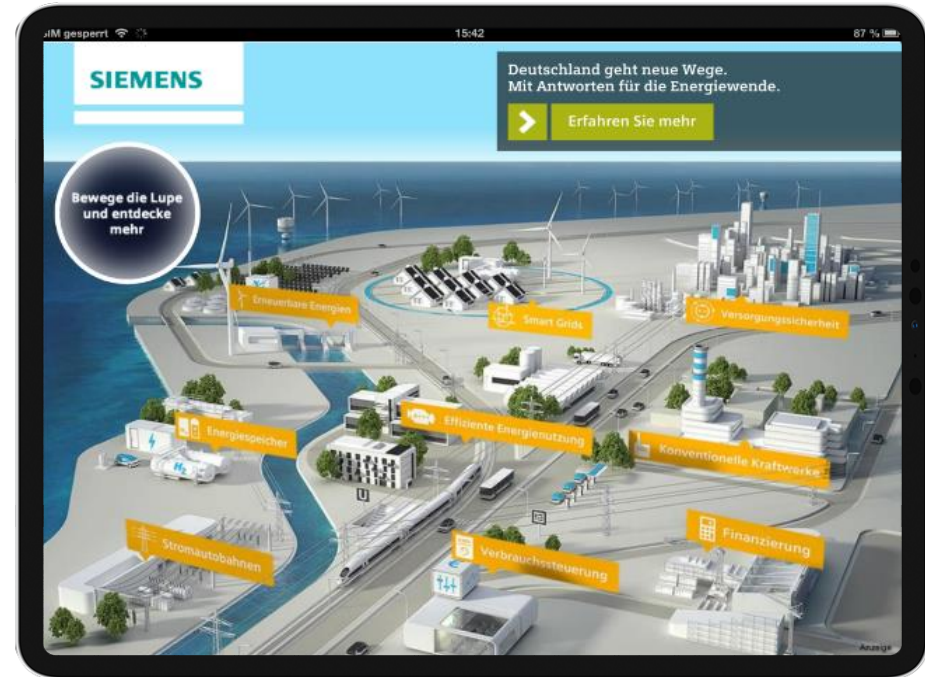 SIM gesperrt
15:42
87 %
SIEMENS
Deutschland geht neue Wege.
Mit Antworten für die Energiewende.
Erfahren Sie mehr
Bewege die Lupe
und entdecke
mehr
Erneuerbare Energien
Smart Grids
Versorgungssicherheit
Energiespeicher
H2
Effiziente Energienutzung
Konventionelle Kraftwerke
U
Stromautobahnen
Verbrauchssteuerung
Finanzierung
Anzeige